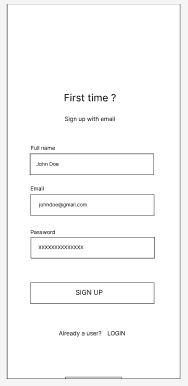 First time ?
Sign up with email
Full name
John Doe
Email
johndoe@gmail.com
Password
XXXXXXXXXXXXXX
SIGN UP
Already a user? LOGIN